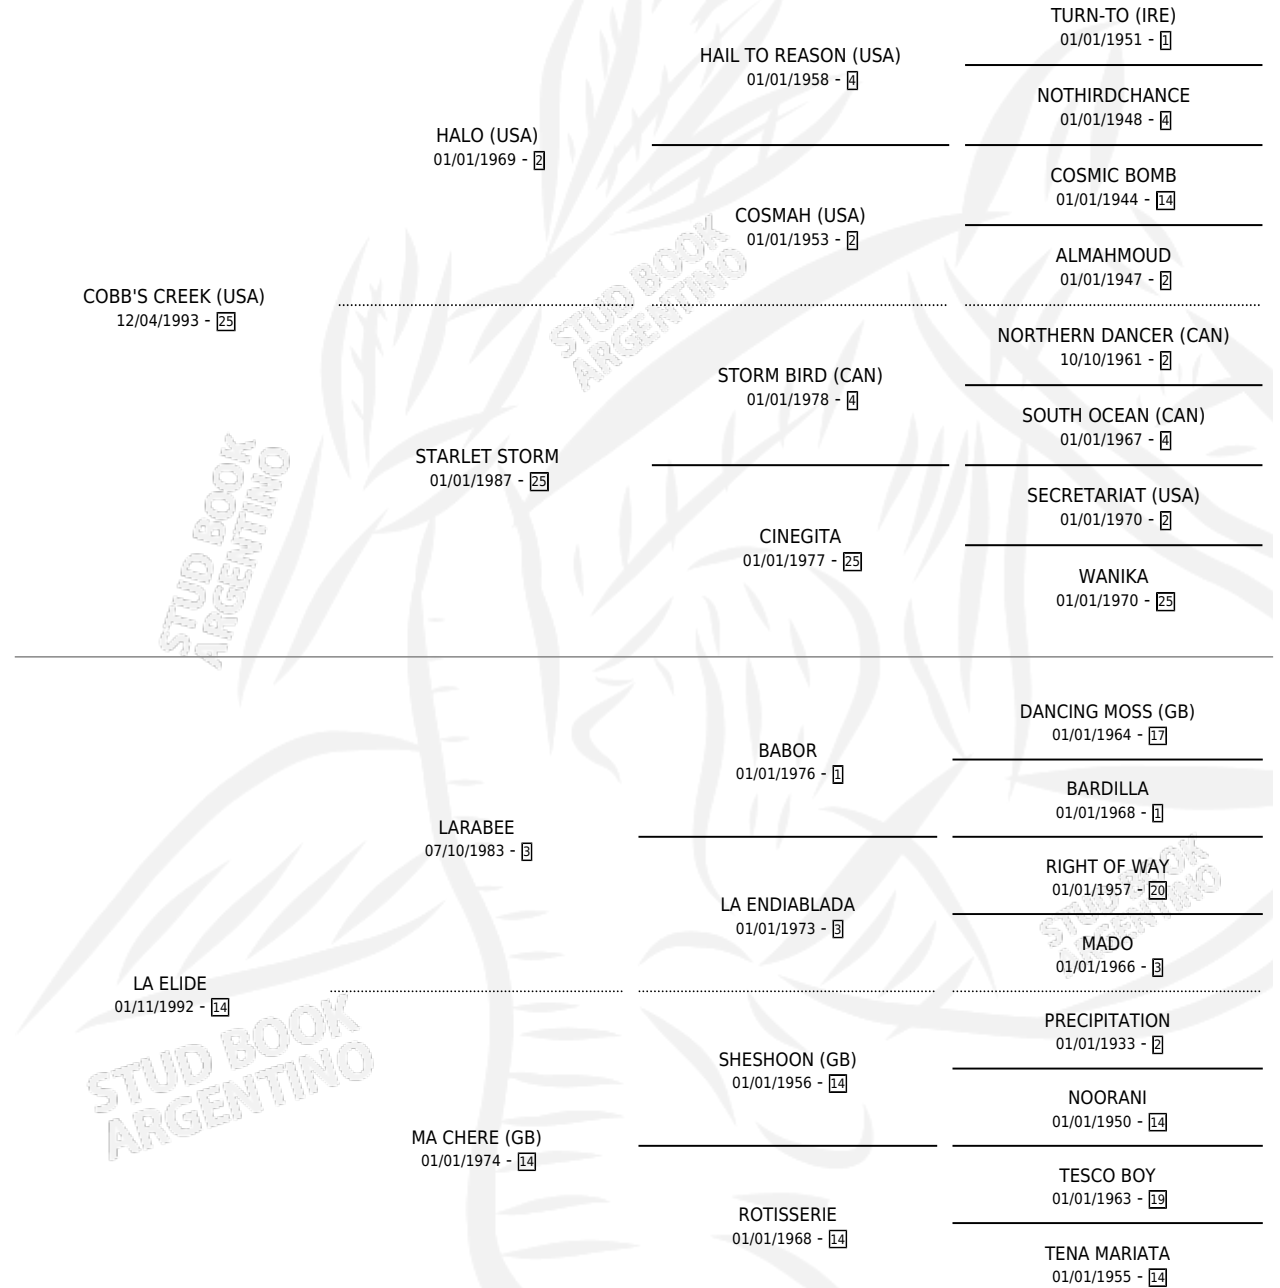 TURN-TO (IRE)
01/01/1951 - 1
HAIL TO REASON (USA)
01/01/1958 - 4
NOTHIRDCHANCE
01/01/1948 - 4
HALO (USA)
01/01/1969 - 2
COSMIC BOMB
01/01/1944 - 14
COSMAH (USA)
01/01/1953 - 2
ALMAHMOUD
01/01/1947 - 2
COBB'S CREEK (USA)
12/04/1993 - 25
NORTHERN DANCER (CAN)
10/10/1961 - 2
STORM BIRD (CAN)
01/01/1978 - 4
SOUTH OCEAN (CAN)
01/01/1967 - 4
STARLET STORM
01/01/1987 - 25
SECRETARIAT (USA)
01/01/1970 - 2
CINEGITA
01/01/1977 - 25
WANIKA
01/01/1970 - 25
DANCING MOSS (GB)
01/01/1964 - 17
BABOR
01/01/1976 - 1
BARDILLA
01/01/1968 - 1
LARABEE
07/10/1983 - 3
RIGHT OF WAY
01/01/1957 - 20
LA ENDIABLADA
01/01/1973 - 3
MADO
01/01/1966 - 3
LA ELIDE
01/11/1992 - 14
PRECIPITATION
01/01/1933 - 2
SHESHOON (GB)
01/01/1956 - 14
NOORANI
01/01/1950 - 14
MA CHERE (GB)
01/01/1974 - 14
TESCO BOY
01/01/1963 - 19
ROTISSERIE
01/01/1968 - 14
TENA MARIATA
01/01/1955 - 14
STUD BOOK
ARGENTINO
STUD BOOK
ARGENTINO
STUD BOOK
ARGENTINO
STUD BOOK
ARGENTINO